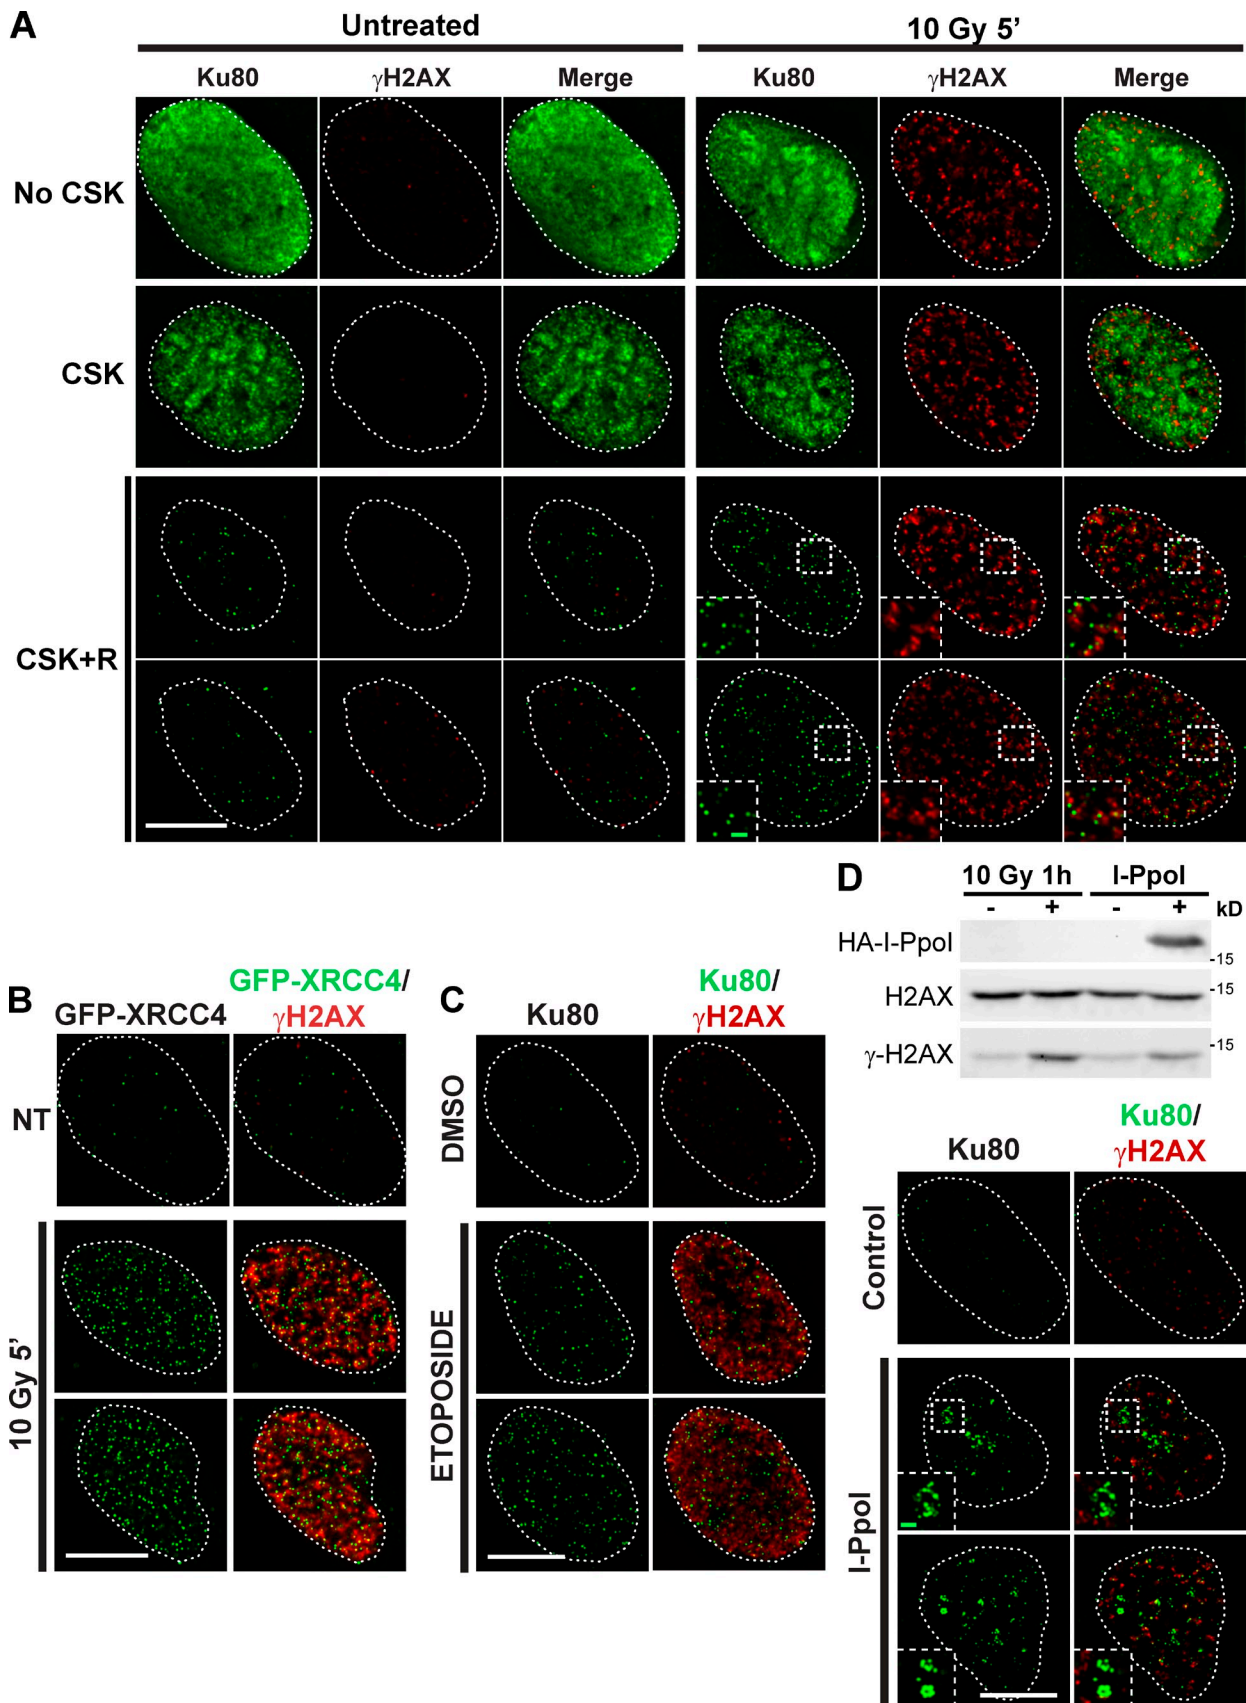 A
Untreated
10 Gy 5'
Ku80 γH2AX Merge Ku80 γH2AX Merge
No CSK
CSK
CSK+R
B
GFP-XRCC4
GFP-XRCC4/
γH2AX
NT
10 Gy 5'
C
Ku80
Ku80/
γH2AX
DMSO
ETOPOSIDE
D
10 Gy 1h I-PpoI
- + - + kD
HA-I-PpoI
-15
H2AX
-15
γ-H2AX
-15
Ku80
Ku80/
γH2AX
Control
I-PpoI